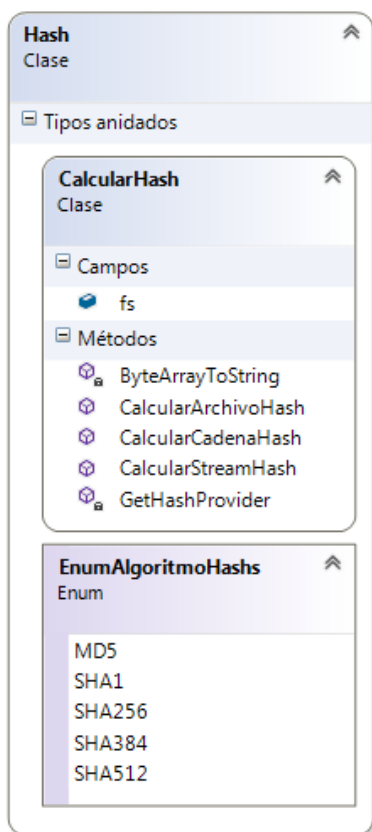 Hash
Clase
Tipos anidados
CalcularHash
Clase
Campos
fs
Métodos
ByteArrayToString
CalcularArchivoHash
CalcularCadenaHash
CalcularStreamHash
GetHashProvider
EnumAlgoritmoHashs
Enum
MD5
SHA1
SHA256
SHA384
SHA512